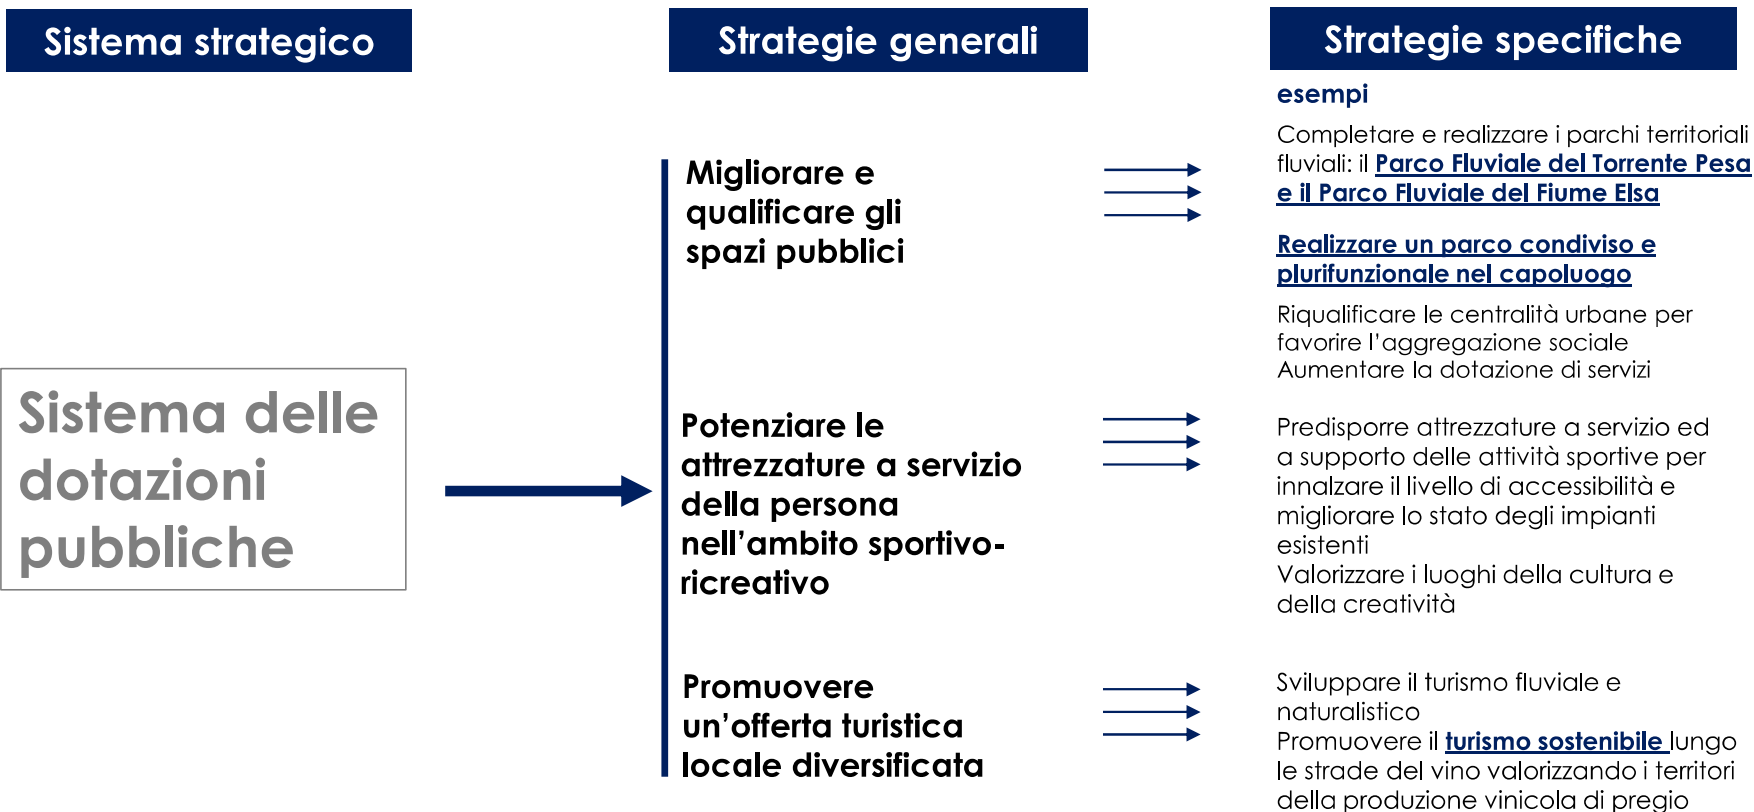 Sistema strategico
Strategie generali
Strategie specifiche
esempi
Migliorare e
qualificare gli
spazi pubblici
Completare e realizzare i parchi territoriali
fluviali: il Parco Fluviale del Torrente Pesa
e il Parco Fluviale del Fiume Elsa
Realizzare un parco condiviso e
plurifunzionale nel capoluogo
Riqualificare le centralità urbane per
favorire l'aggregazione sociale
Aumentare la dotazione di servizi
Sistema delle
dotazioni
pubbliche
Potenziare le
attrezzature a servizio
della persona
nell'ambito sportivo-
ricreativo
Predisporre attrezzature a servizio ed
a supporto delle attività sportive per
innalzare il livello di accessibilità e
migliorare lo stato degli impianti
esistenti
Valorizzare i luoghi della cultura e
della creatività
Promuovere
un'offerta turistica
locale diversificata
Sviluppare il turismo fluviale e
naturalistico
Promuovere il turismo sostenibile lungo
le strade del vino valorizzando i territori
della produzione vinicola di pregio